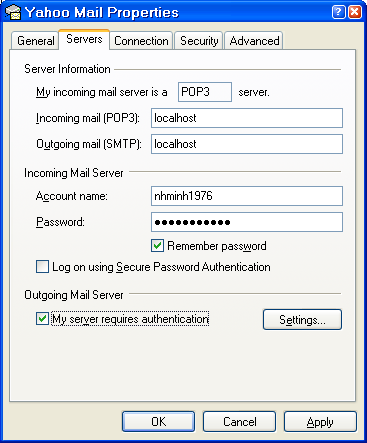 Yahoo Mail Properties
General Servers Connection Security Advanced
Server Information
My incoming mail server is a POP3 server.
Incoming mail (POP3): localhost
Outgoing mail (SMTP): localhost
Incoming Mail Server
Account name: nhminh1976
Password: ●●●●●●●●●●●
Remember password
Log on using Secure Password Authentication
Outgoing Mail Server
My server requires authentication Settings...
OK Cancel Apply